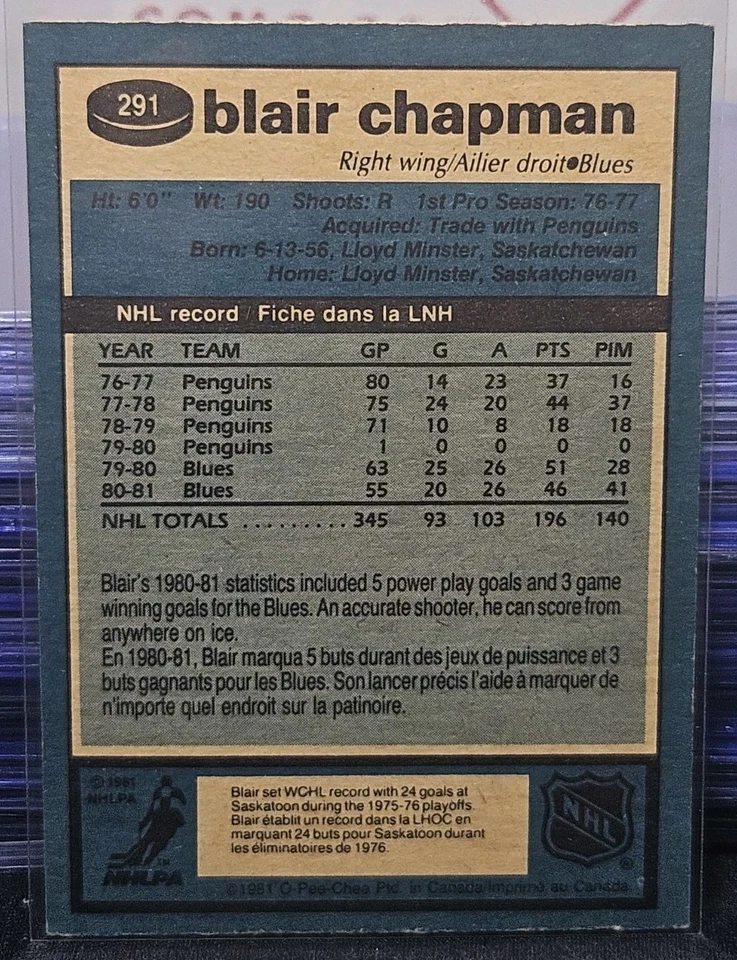 291
blair chapman
Right wing/Ailier droit•Blues
Ht: 6'0" Wt: 190 Shoots: R 1st Pro Season: 76-77
Acquired: Trade with Penguins
Born: 6-13-56, Lloyd Minster, Saskatchewan
Home: Lloyd Minster, Saskatchewan
NHL record / Fiche dans la LNH
YEAR TEAM GP G A PTS PIM
76-77 Penguins 80 14 23 37 16
77-78 Penguins 75 24 20 44 37
78-79 Penguins 71 10 8 18 18
79-80 Penguins 1 0 0 0 0
79-80 Blues 63 25 26 51 28
80-81 Blues 55 20 26 46 41
NHL TOTALS ......... 345 93 103 196 140
Blair's 1980-81 statistics included 5 power play goals and 3 game
winning goals for the Blues. An accurate shooter, he can score from
anywhere on ice.
En 1980-81, Blair marqua 5 buts durant des jeux de puissance et 3
buts gagnants pour les Blues. Son lancer précis l'aide à marquer de
n'importe quel endroit sur la patinoire.
© 1981
NHLPA
NHLPA
TM
Blair set WCHL record with 24 goals at
Saskatoon during the 1975-76 playoffs.
Blair établit un record dans la LHOC en
marquant 24 buts pour Saskatoon durant
les éliminatoires de 1976.
NHL
®
©1981 O-Pee-Chee Ptd. in Canada/Imprimé au Canada.